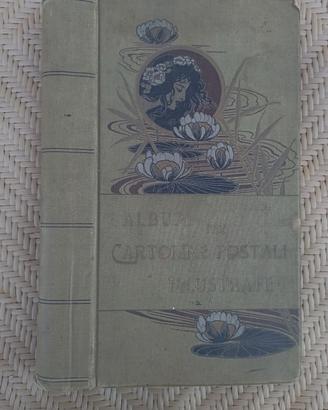 ALBUM
PER
CARTOLINE POSTALI
ILLUSTRATE